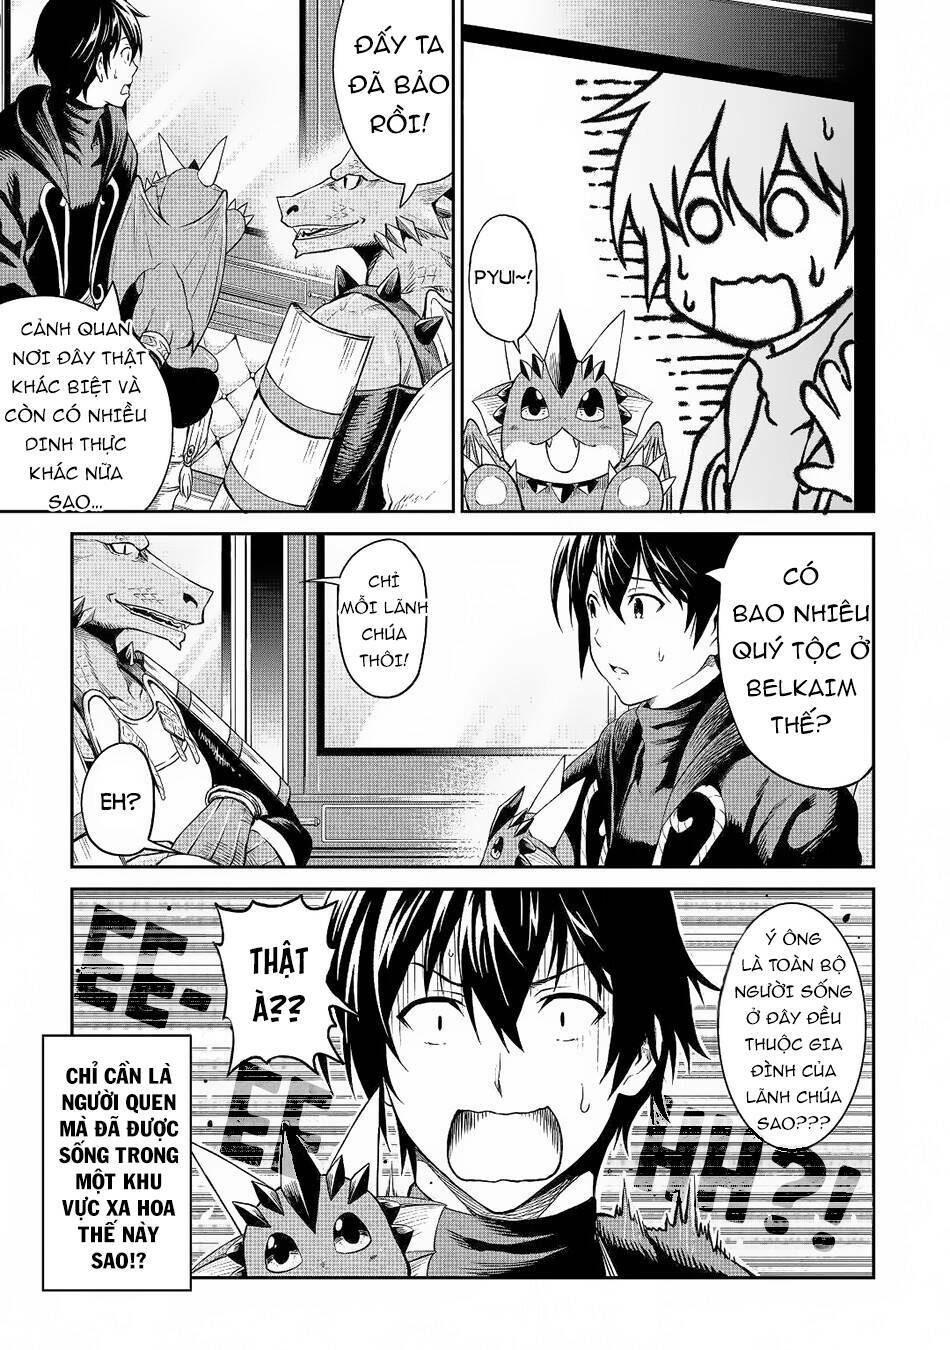 PYUI~!
ĐẤY TA
ĐÃ BẢO
RỒI!
CẢNH QUAN
NƠI ĐÂY THẬT
KHÁC BIỆT VÀ
CÒN CÓ NHIỀU
DINH THỰC
KHÁC NỮA
SAO...
CÓ
BAO NHIÊU
QUÝ TỘC Ở
BELKAIM
THẾ?
CHỈ
MỖI LÃNH
CHÚA
THÔI!
EH?
Ý ÔNG
LÀ TOÀN BỘ
NGƯỜI SỐNG
Ở ĐÂY ĐỀU
THUỘC GIA
ĐÌNH CỦA
LÃNH CHÚA
SAO???
THẬT
À??
EE-
EE
HH?!
CHỈ CẦN LÀ
NGƯỜI QUEN
MÀ ĐÃ ĐƯỢC
SỐNG TRONG
MỘT KHU
VỰC XA HOA
THẾ NÀY
SAO!?